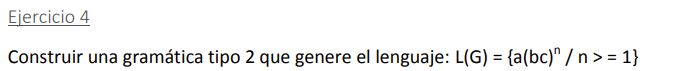 Ejercicio 4
Construir una gramática tipo 2 que genere el lenguaje: L(G) = {a(bc)ⁿ / n > = 1}